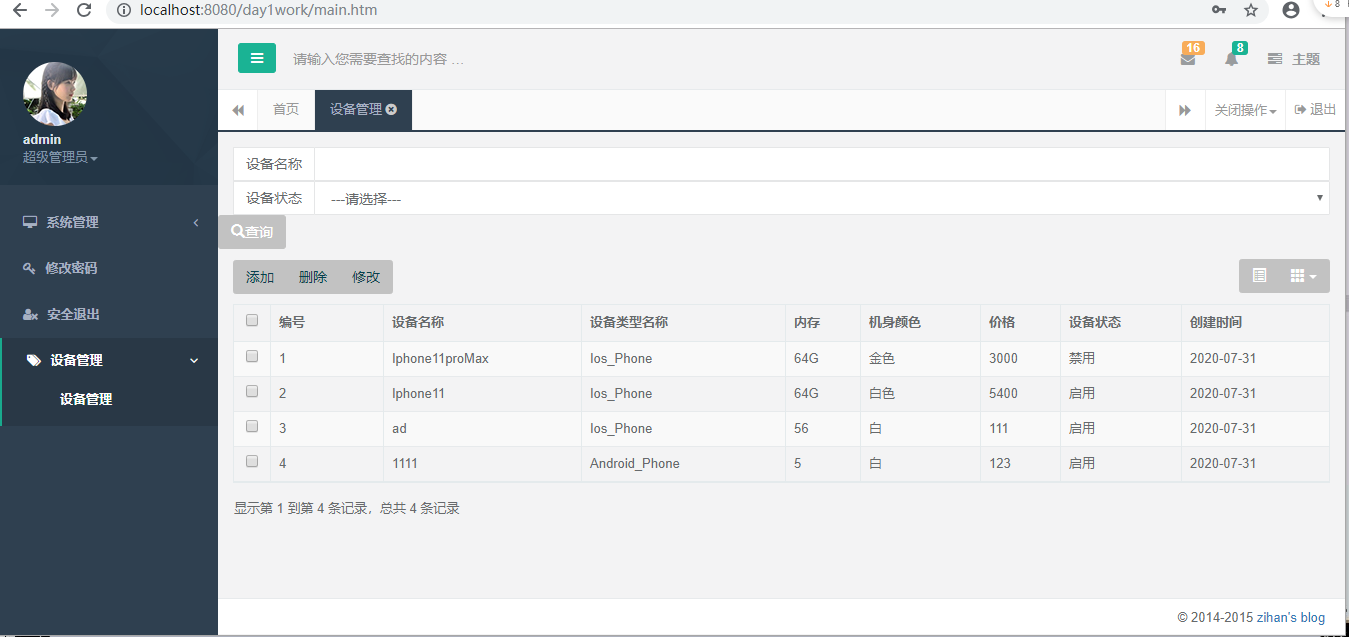 localhost:8080/day1work/main.htm
8
admin
超级管理员
系统管理
修改密码
安全退出
设备管理
设备管理
请输入您需要查找的内容 …
16
8
主题
首页
设备管理
关闭操作
退出
设备名称
设备状态 ---请选择---
查询
添加 删除 修改
编号 设备名称 设备类型名称 内存 机身颜色 价格 设备状态 创建时间
1 Iphone11proMax Ios_Phone 64G 金色 3000 禁用 2020-07-31
2 Iphone11 Ios_Phone 64G 白色 5400 启用 2020-07-31
3 ad Ios_Phone 56 白 111 启用 2020-07-31
4 1111 Android_Phone 5 白 123 启用 2020-07-31
显示第 1 到第 4 条记录，总共 4 条记录
© 2014-2015 zihan's blog